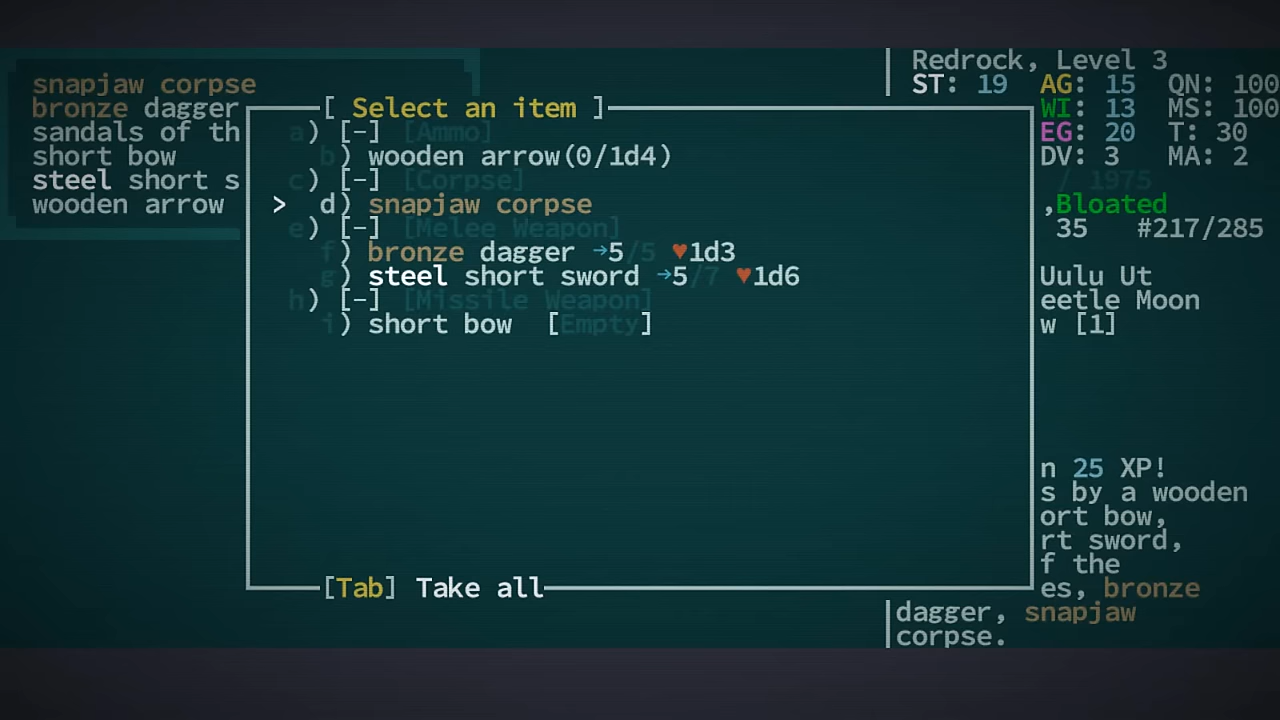 snapjaw corpse
bronze dagger
sandals of th
short bow
steel short s
wooden arrow
[ Select an item ]
a) [-] [Ammo]
b) wooden arrow(0/1d4)
c) [-] [Corpse]
> d) snapjaw corpse
e) [-] [Melee Weapon]
f) bronze dagger →5/5 ♥1d3
g) steel short sword →5/7 ♥1d6
h) [-] [Missile Weapon]
i) short bow [Empty]
[Tab] Take all
Redrock, Level 3
ST: 19 AG: 15 QN: 100
WI: 13 MS: 100
EG: 20 T: 30
DV: 3 MA: 2
/ 1975
,Bloated
35 #217/285
Uulu Ut
eetle Moon
w [1]
n 25 XP!
s by a wooden
ort bow,
rt sword,
f the
es, bronze
dagger, snapjaw
corpse.